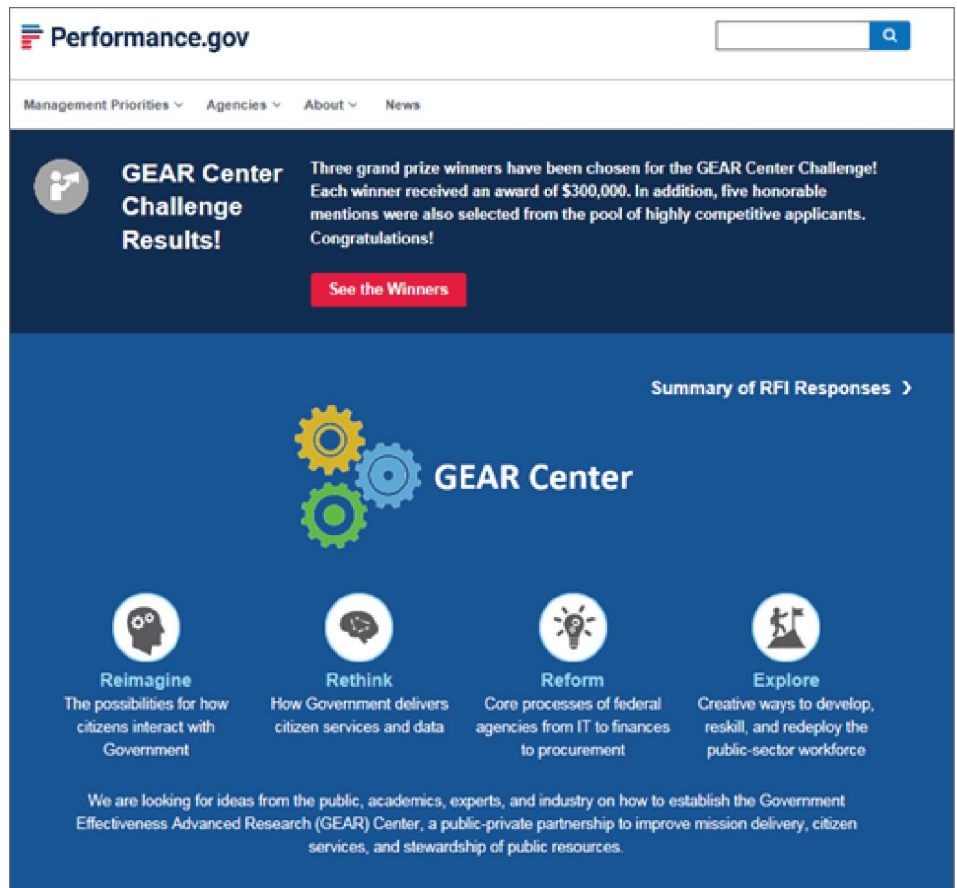 Performance.gov
Management Priorities
Agencies
About
News
GEAR Center
Challenge
Results!
Three grand prize winners have been chosen for the GEAR Center Challenge!
Each winner received an award of $300,000. In addition, five honorable
mentions were also selected from the pool of highly competitive applicants.
Congratulations!
See the Winners
Summary of RFI Responses
GEAR Center
Reimagine
The possibilities for how
citizens interact with
Government
Rethink
How Government delivers
citizen services and data
Reform
Core processes of federal
agencies from IT to finances
to procurement
Explore
Creative ways to develop,
reskill, and redeploy the
public-sector workforce
We are looking for ideas from the public, academics, experts, and industry on how to establish the Government
Effectiveness Advanced Research (GEAR) Center, a public-private partnership to improve mission delivery, citizen
services, and stewardship of public resources.